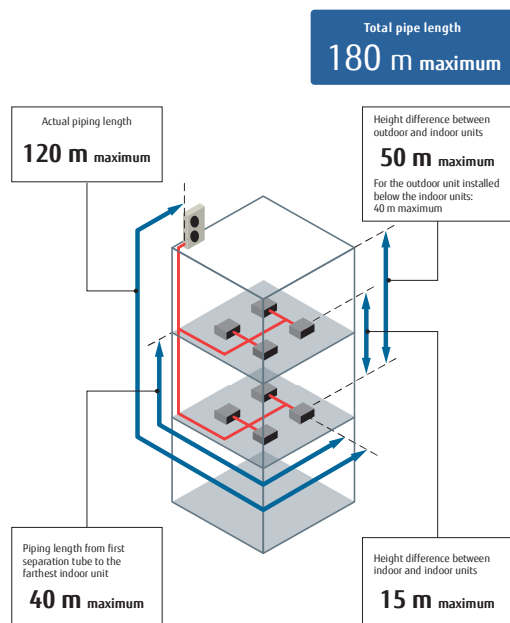 Total pipe length
180 m maximum
Actual piping length
120 m maximum
Height difference between
outdoor and indoor units
50 m maximum
For the outdoor unit installed
below the indoor units:
40 m maximum
Piping length from first
separation tube to the
farthest indoor unit
40 m maximum
Height difference between
indoor and indoor units
15 m maximum